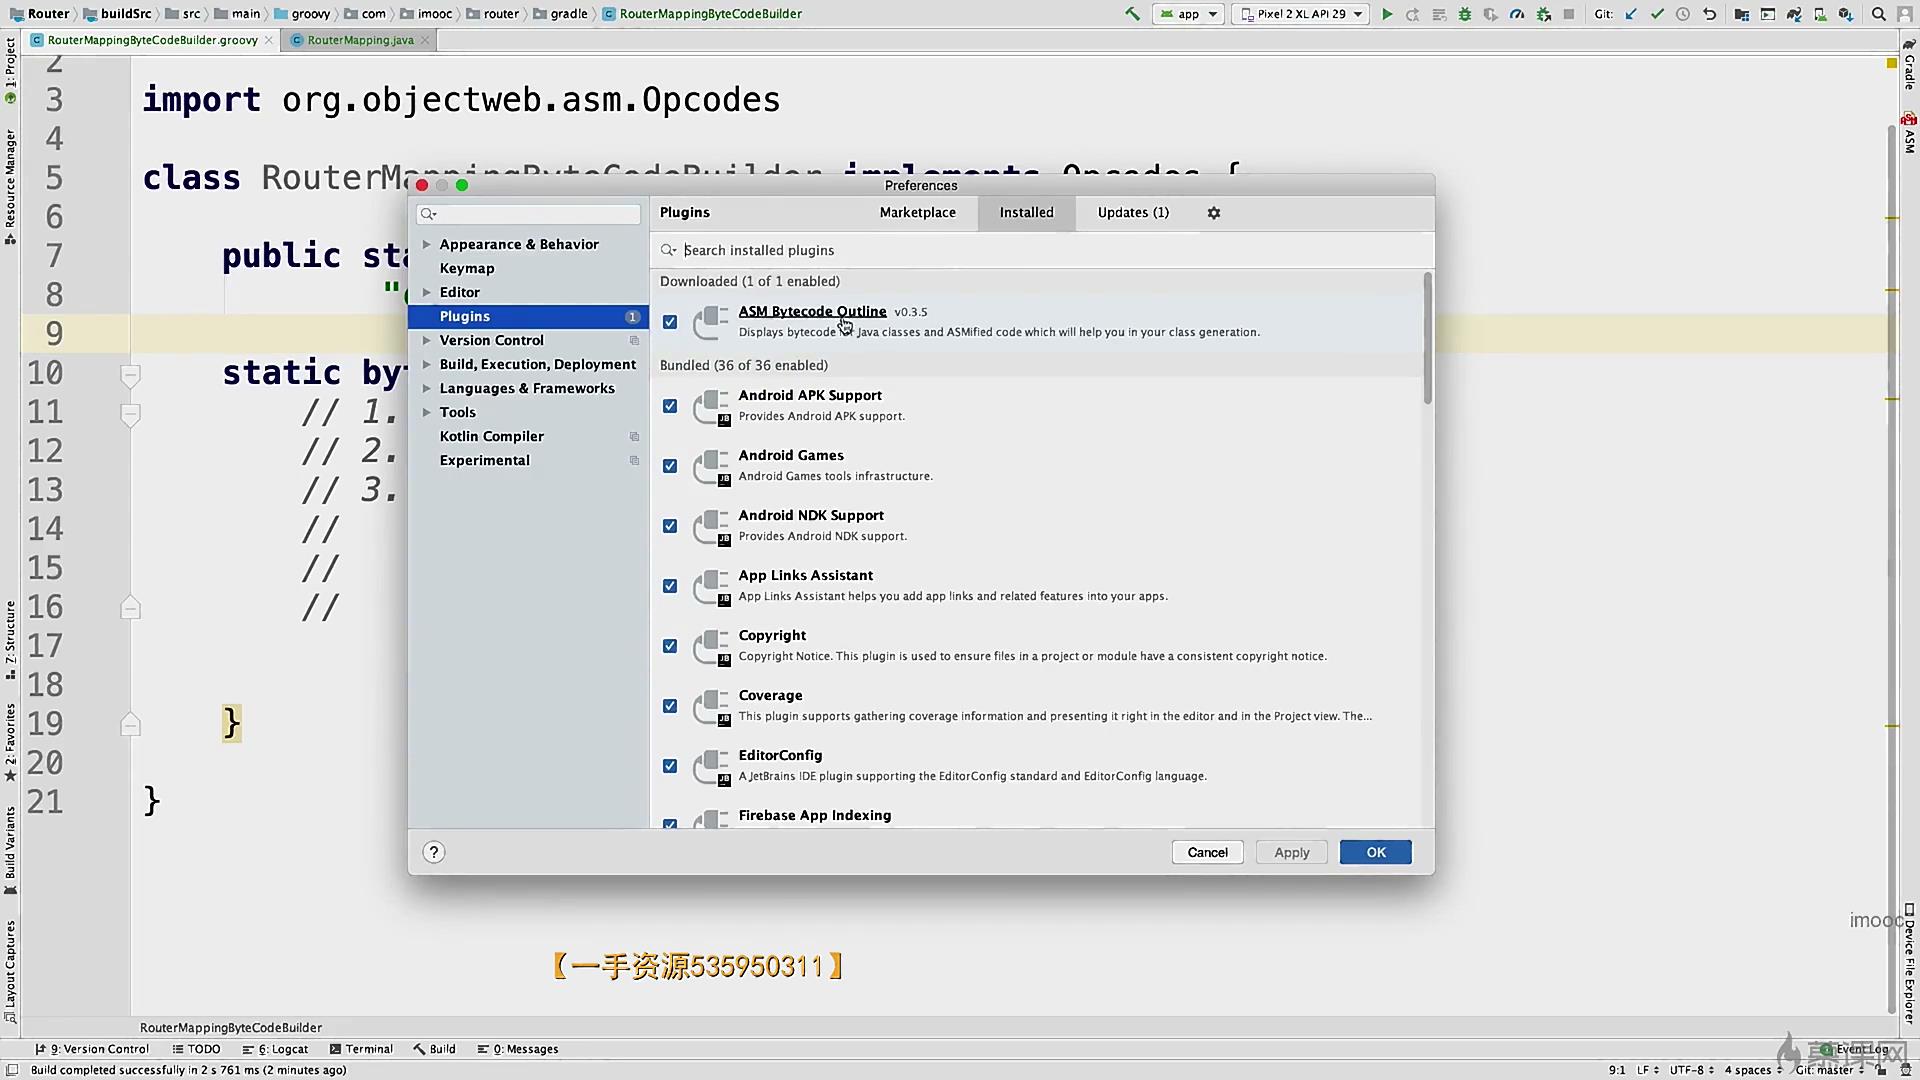 Router buildSrc src main groovy com imooc router gradle RouterMappingByteCodeBuilder app Pixel 2 XL API 29 Git:
RouterMappingByteCodeBuilder.groovy RouterMapping.java
1: Project
Resource Manager
7: Structure
2: Favorites
Build Variants
Layout Captures
Gradle
ASM
Device File Explorer
2
3 import org.objectweb.asm.Opcodes
4
5 class RouterMappingByteCodeBuilder implements Opcodes {
6
7 public sta
8
9
10 static byt
11 // 1.
12 // 2.
13 // 3.
14 //
15 //
16 //
17
18
19 }
20
21 }
Preferences
Appearance & Behavior
Keymap
Editor
Plugins 1
Version Control
Build, Execution, Deployment
Languages & Frameworks
Tools
Kotlin Compiler
Experimental
Plugins Marketplace Installed Updates (1)
Search installed plugins
Downloaded (1 of 1 enabled)
ASM Bytecode Outline v0.3.5
Displays bytecode for Java classes and ASMified code which will help you in your class generation.
Bundled (36 of 36 enabled)
Android APK Support
Provides Android APK support.
Android Games
Android Games tools infrastructure.
Android NDK Support
Provides Android NDK support.
App Links Assistant
App Links Assistant helps you add app links and related features into your apps.
Copyright
Copyright Notice. This plugin is used to ensure files in a project or module have a consistent copyright notice.
Coverage
This plugin supports gathering coverage information and presenting it right in the editor and in the Project view. The...
EditorConfig
A JetBrains IDE plugin supporting the EditorConfig standard and EditorConfig language.
Firebase App Indexing
? Cancel Apply OK
imooc
【一手资源535950311】
RouterMappingByteCodeBuilder
9: Version Control TODO 6: Logcat Terminal Build 0: Messages Event Log
慕课网
Build completed successfully in 2 s 761 ms (2 minutes ago) 9:1 LF UTF-8 4 spaces Git: master